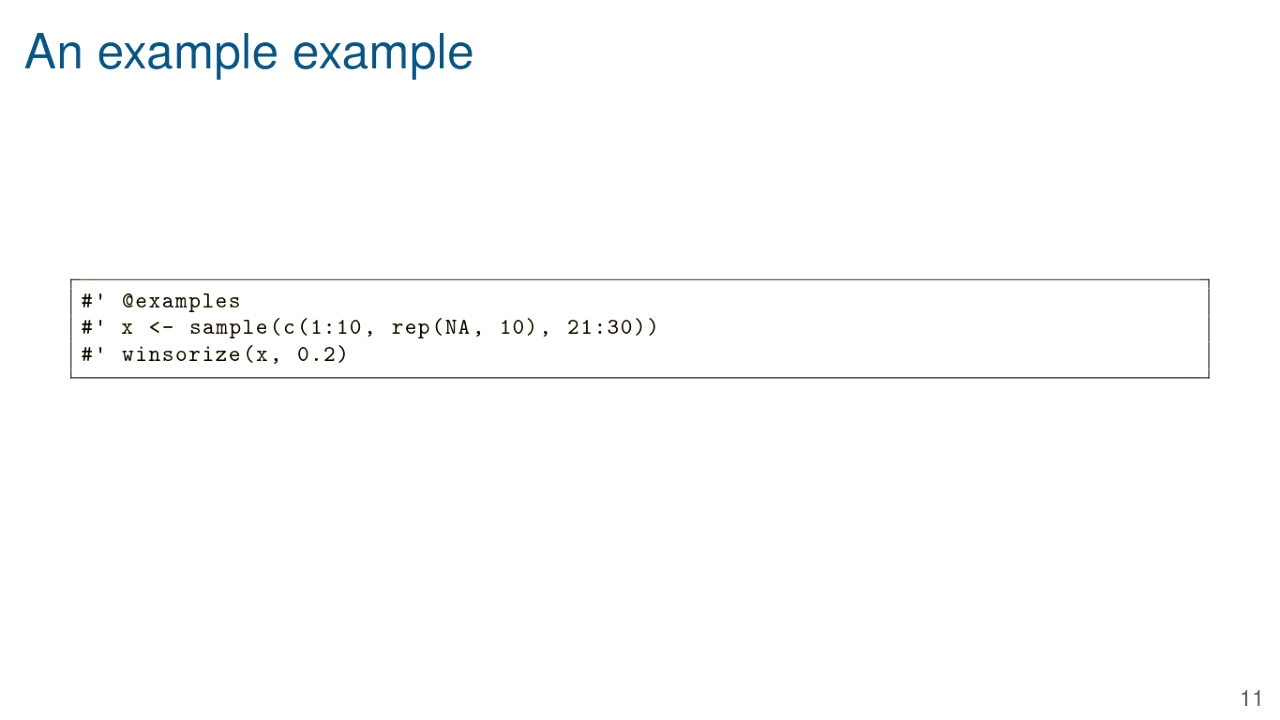 An example example
#' @examples
#' x <- sample(c(1:10, rep(NA, 10), 21:30))
#' winsorize(x, 0.2)
11